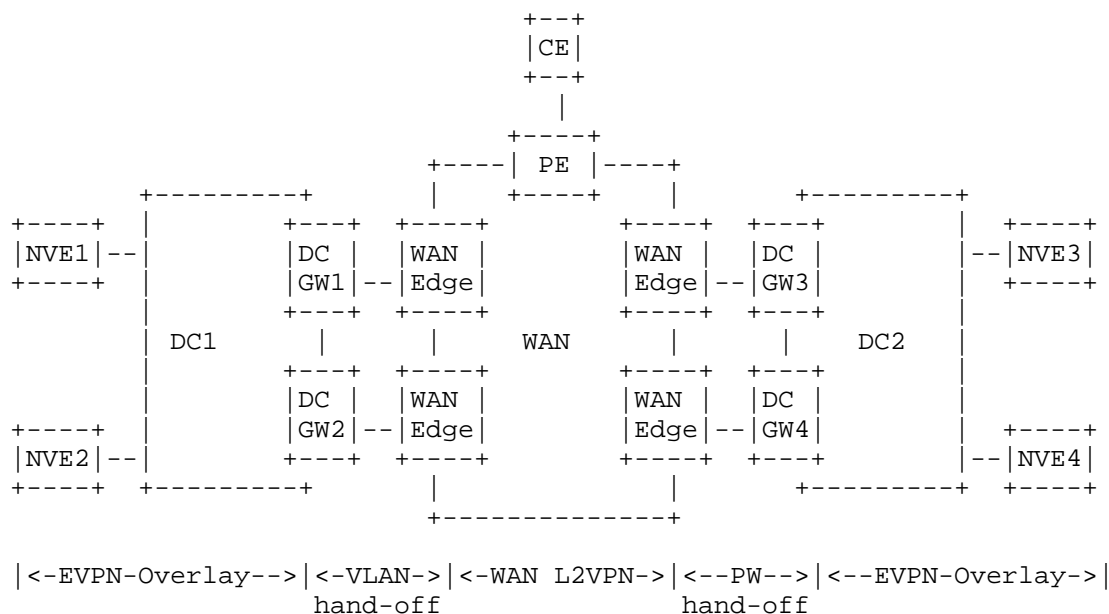 CE
PE
NVE1 DC WAN WAN DC NVE3
GW1 Edge Edge GW3
DC1 WAN DC2
DC WAN WAN DC
NVE2 GW2 Edge Edge GW4 NVE4
|<-EVPN-Overlay-->|<-VLAN->|<-WAN L2VPN->|<--PW-->|<--EVPN-Overlay->|
hand-off hand-off